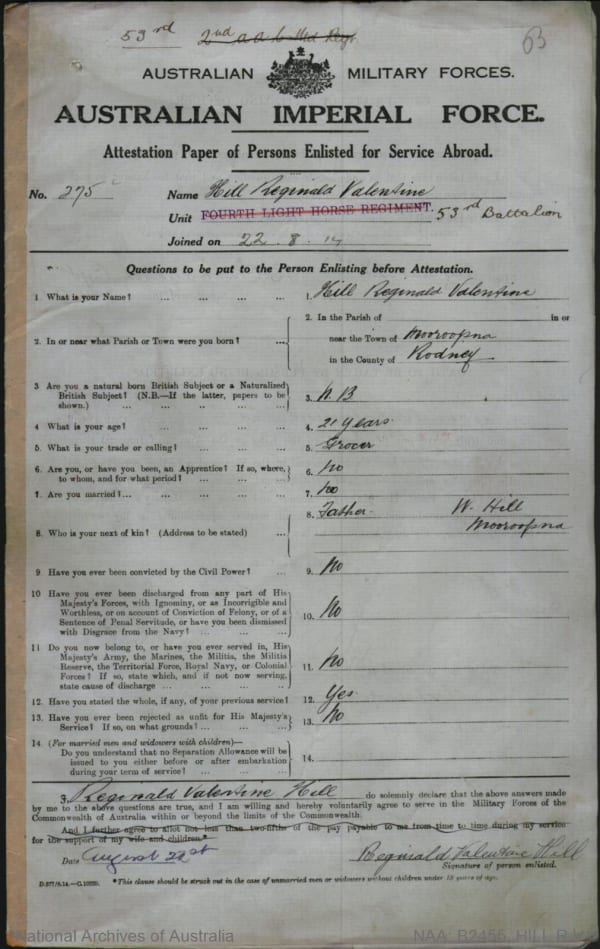 53rd 2nd a a
63
AUSTRALIAN MILITARY FORCES.
AUSTRALIAN IMPERIAL FORCE.
Attestation Paper of Persons Enlisted for Service Abroad.
No. 275 Name Hill Reginald Valentine
Unit FOURTH LIGHT HORSE REGIMENT. 53rd Battalion
Joined on 22.8.14
Questions to be put to the Person Enlisting before Attestation.
1 What is your Name? ... ... ... ... 1. Hill Reginald Valentine
2. In the Parish of in or
2. In or near what Parish or Town were you born? ... near the Town of Mooroopna
in the County of Rodney
3 Are you a natural born British Subject or a Naturalized
British Subject? (N.B.—If the latter, papers to be
shown.) ... ... ... ... ... 3. N. B
4. What is your age? ... ... ... ... 4. 21 years
5. What is your trade or calling? ... ... ... 5. Grocer
6. Are you, or have you been, an Apprentice? If so, where,
to whom, and for what period? ... ... ... 6. No
7. Are you married?... ... ... ... ... 7. No
8. Father. W. Hill
8. Who is your next of kin? (Address to be stated) ... Mooroopna
9. Have you ever been convicted by the Civil Power? ... 9. No
10 Have you ever been discharged from any part of His
Majesty's Forces, with Ignominy, or as Incorrigible and
Worthless, or on account of Conviction of Felony, or of a
Sentence of Penal Servitude, or have you been dismissed
with Disgrace from the Navy? ... ... ... 10. No
11 Do you now belong to, or have you ever served in, His
Majesty's Army, the Marines, the Militia, the Militia
Reserve, the Territorial Force, Royal Navy, or Colonial
Forces? If so, state which, and if not now serving,
state cause of discharge ... ... ... ... 11. No
12. Have you stated the whole, if any, of your previous service? 12. Yes
13. Have you ever been rejected as unfit for His Majesty's
Service? If so, on what grounds? ... ... ... 13. No
14. (For married men and widowers with children)—
Do you understand that no Separation Allowance will be
issued to you either before or after embarkation
during your term of service? ... ... ... 14.
I, Reginald Valentine Hill do solemnly declare that the above answers made
by me to the above questions are true, and I am willing and hereby voluntarily agree to serve in the Military Forces of the
Commonwealth of Australia within or beyond the limits of the Commonwealth.
And I further agree to allot not less than two-fifths of the pay payable to me from time to time during my service
for the support of my wife and children.*
Date August 22st Reginald Valentine Hill
Signature of person enlisted.
*This clause should be struck out in the case of unmarried men or widowers without children under 18 years of age.
National Archives of Australia NAA: B2455, HILL R V